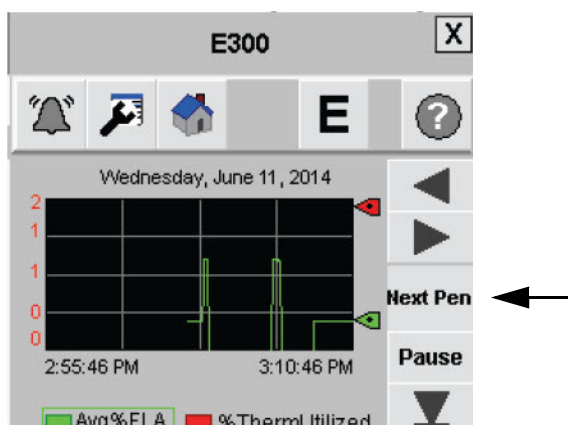 E300
X
E
?
Wednesday, June 11, 2014
2
1
1
0
0
2:55:46 PM
3:10:46 PM
Next Pen
Pause
Avg%FLA
%ThermUtilized